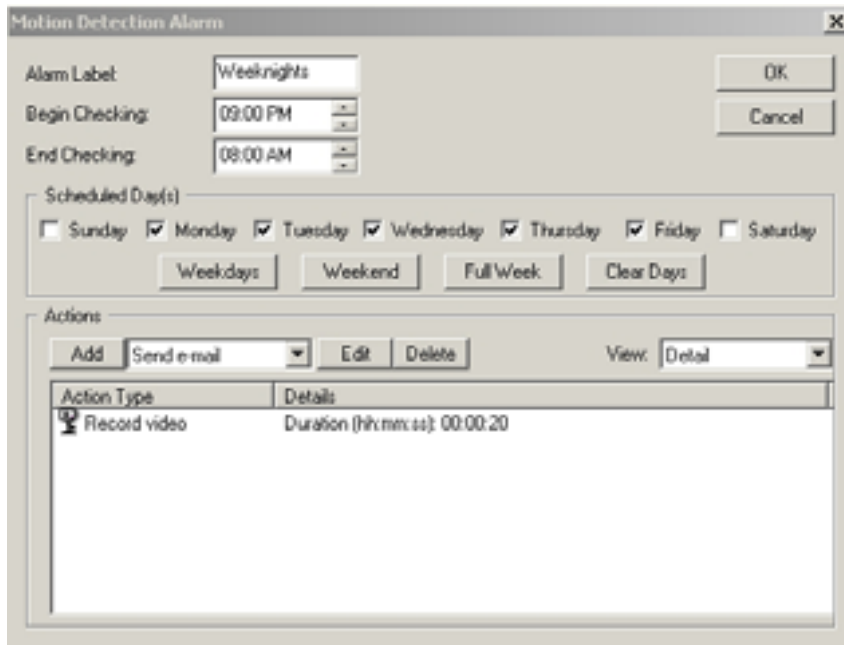 Motion Detection Alarm
Alarm Label: Weeknights OK
Begin Checking: 09:00 PM Cancel
End Checking: 08:00 AM
Scheduled Day(s)
Sunday Monday Tuesday Wednesday Thursday Friday Saturday
Weekdays Weekend Full Week Clear Days
Actions
Add Send e-mail Edit Delete View: Detail
Action Type Details
Record video Duration (hh:mm:ss): 00:00:20